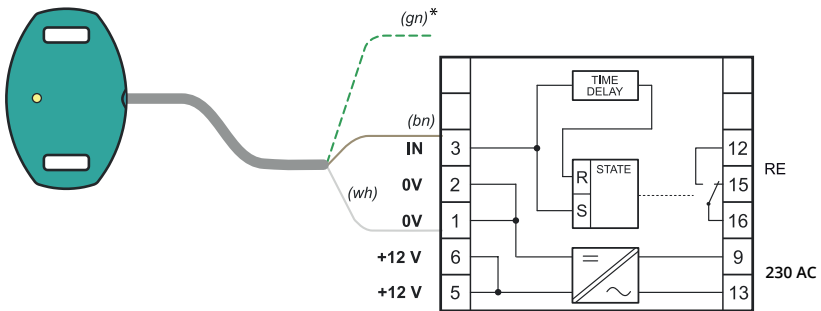 (gn)*
TIME
DELAY
(bn)
IN 3 12
R STATE RE
0V 2 15
(wh) S
0V 1 16
+12 V 6 9
230 AC
+12 V 5 13